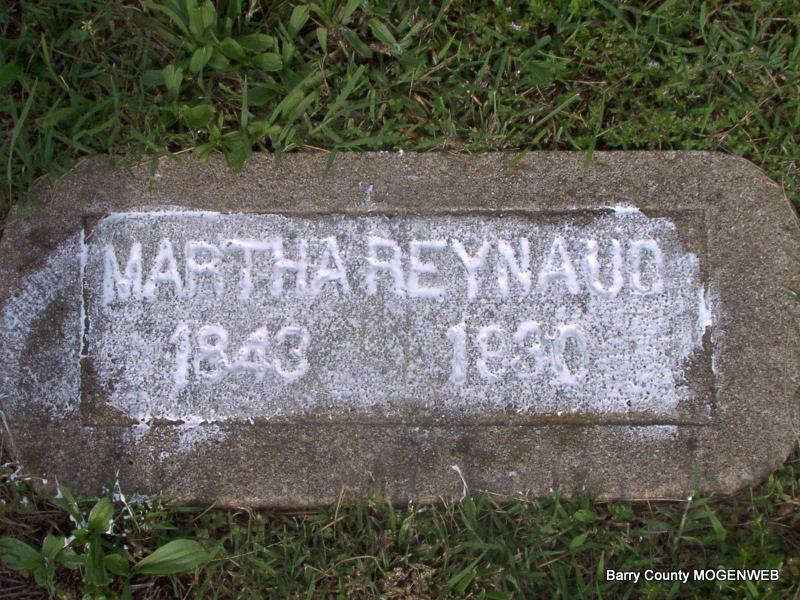 MARTHA REYNAUD
1843 1930
Barry County MOGENWEB